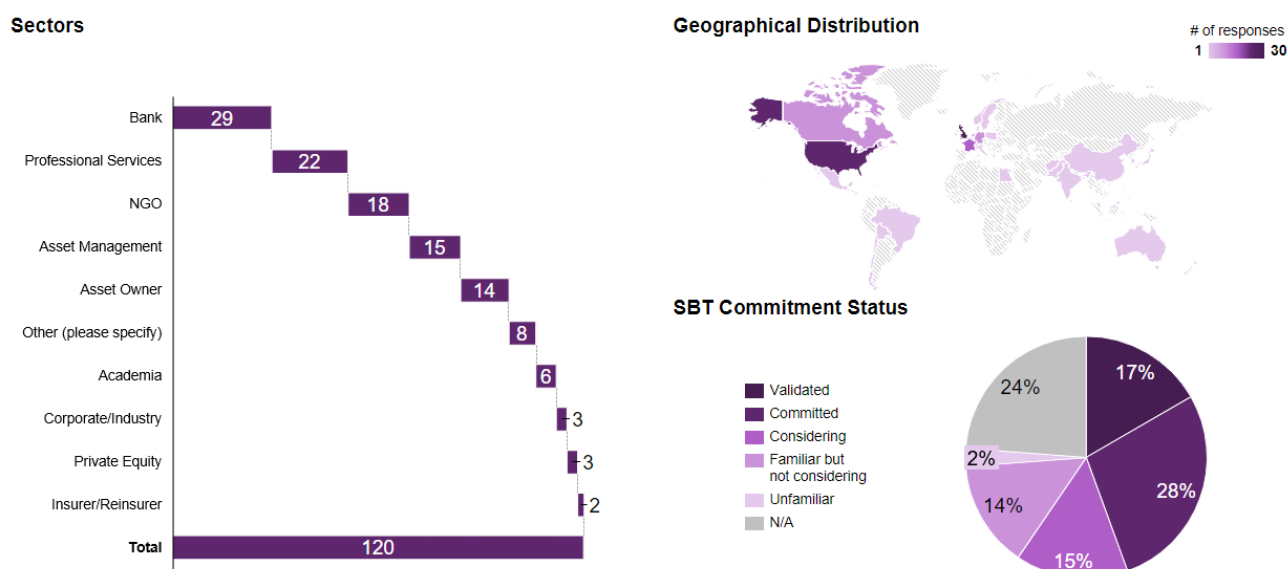 Sectors
Bank
29
Professional Services
22
NGO
18
Asset Management
15
Asset Owner
14
Other (please specify)
8
Academia
6
Corporate/Industry
3
Private Equity
3
Insurer/Reinsurer
2
Total
120
Geographical Distribution
# of responses
1 30
SBT Commitment Status
Validated
Committed
Considering
Familiar but
not considering
Unfamiliar
N/A
17%
28%
15%
14%
2%
24%